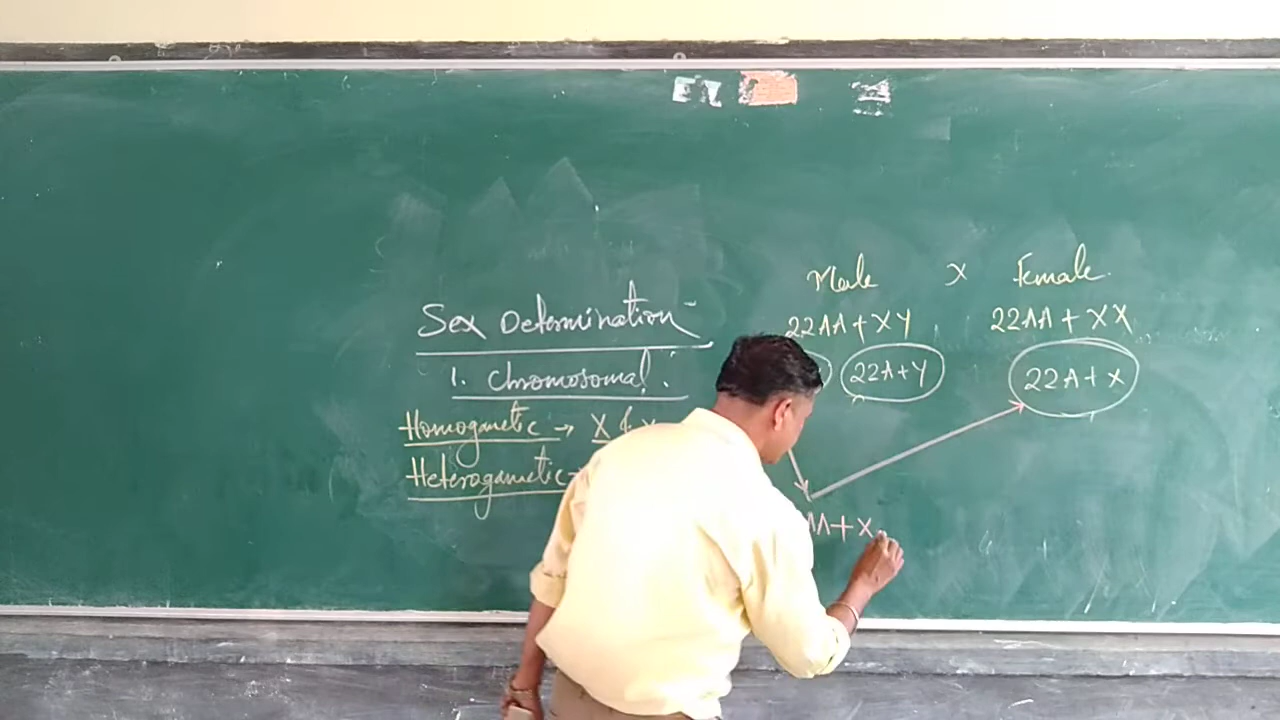 Male x Female.
Sex Determination
22AA + XY
22AA + XX
1. Chromosomal.
22A+Y
22A+X
Homogametic → X &
Heterogametic
AA+X